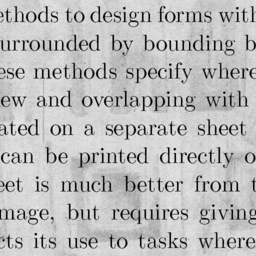 ethods to design forms with
urrounded by bounding b
ese methods specify where
ew and overlapping with
ated on a separate sheet
can be printed directly o
eet is much better from t
mage, but requires giving
cts its use to tasks where